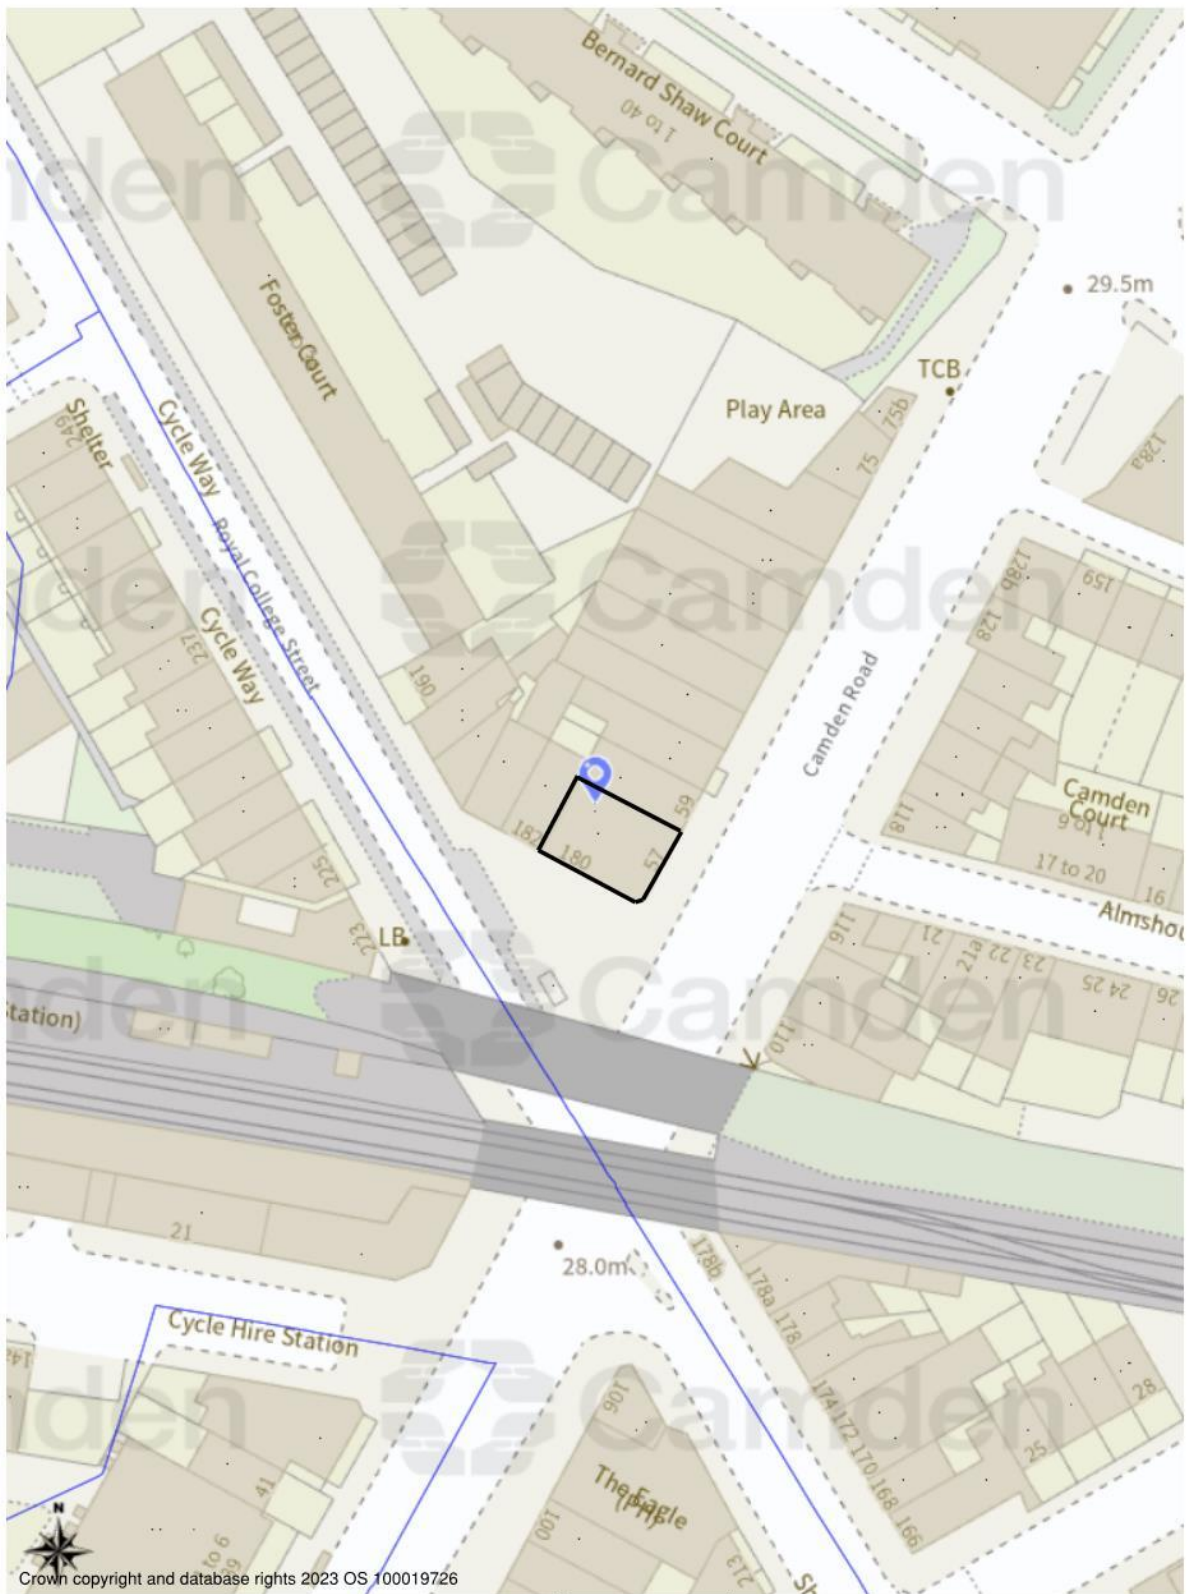 Bernard Shaw Court
1 to 40
Camden
29.5m
Foster Court
TCB
75b
Play Area
75
128a
Shelter
249
Cycle Way
Royal College Street
Camden
128b
159
128
237
Cycle Way
190
Camden Road
59
Camden
Court
118
17 to 20
16
182
180
57
225
223
LB
116
21
21a
22
23
24 25
26
Camden
110
Station)
21
28.0m
178b
178a
178
Cycle Hire Station
174
172
170
168
166
106
28
25
Camden
The Eagle
(PH)
100
213
41
N
Crown copyright and database rights 2023 OS 100019726